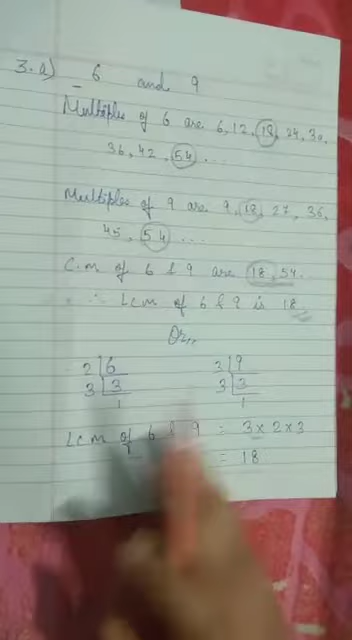 3. a) 6 and 9
Multiples of 6 are 6, 12, 18, 24, 30,
36, 42, 54 ...
Multiples of 9 are 9, 18, 27, 36,
45, 54 ...
C.M of 6 & 9 are 18, 54..
∴ LCM of 6 & 9 is 18
Or,,
2 6 3 9
3 3 3 3
1 1
LCM of 6 & 9 = 3 × 2 × 3
= 18